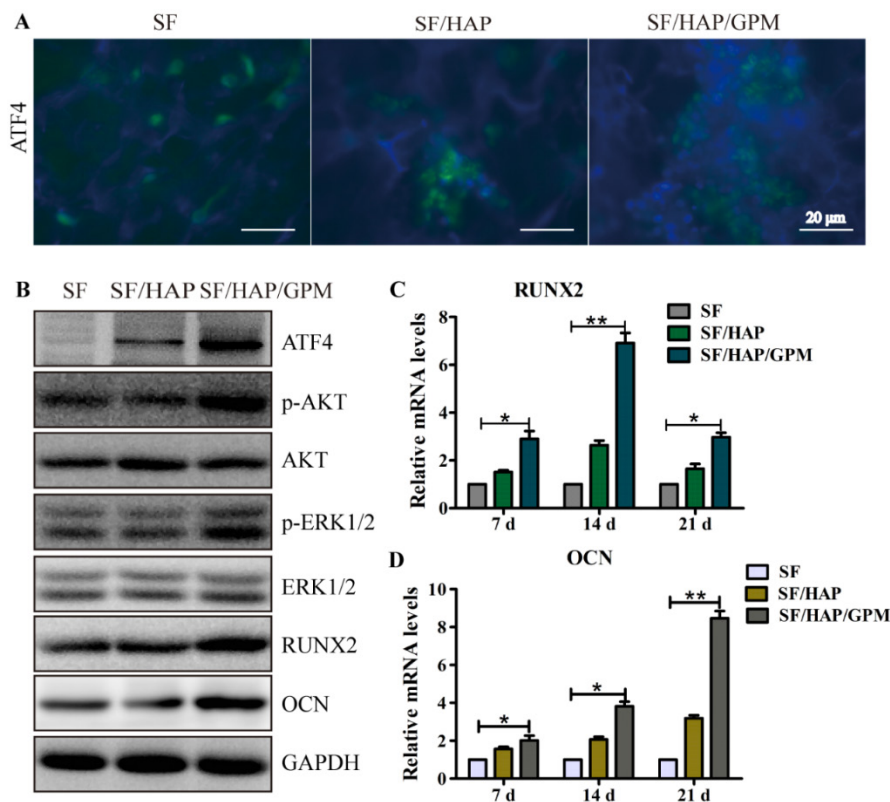 A
SF
SF/HAP
SF/HAP/GPM
ATF4
20 μm
B
SF SF/HAP SF/HAP/GPM
ATF4
p-AKT
AKT
p-ERK1/2
ERK1/2
RUNX2
OCN
GAPDH
C
RUNX2
SF
SF/HAP
SF/HAP/GPM
Relative mRNA levels
8
6
4
2
0
*
**
*
7 d
14 d
21 d
D
OCN
SF
SF/HAP
SF/HAP/GPM
Relative mRNA levels
10
8
6
4
2
0
*
*
**
7 d
14 d
21 d